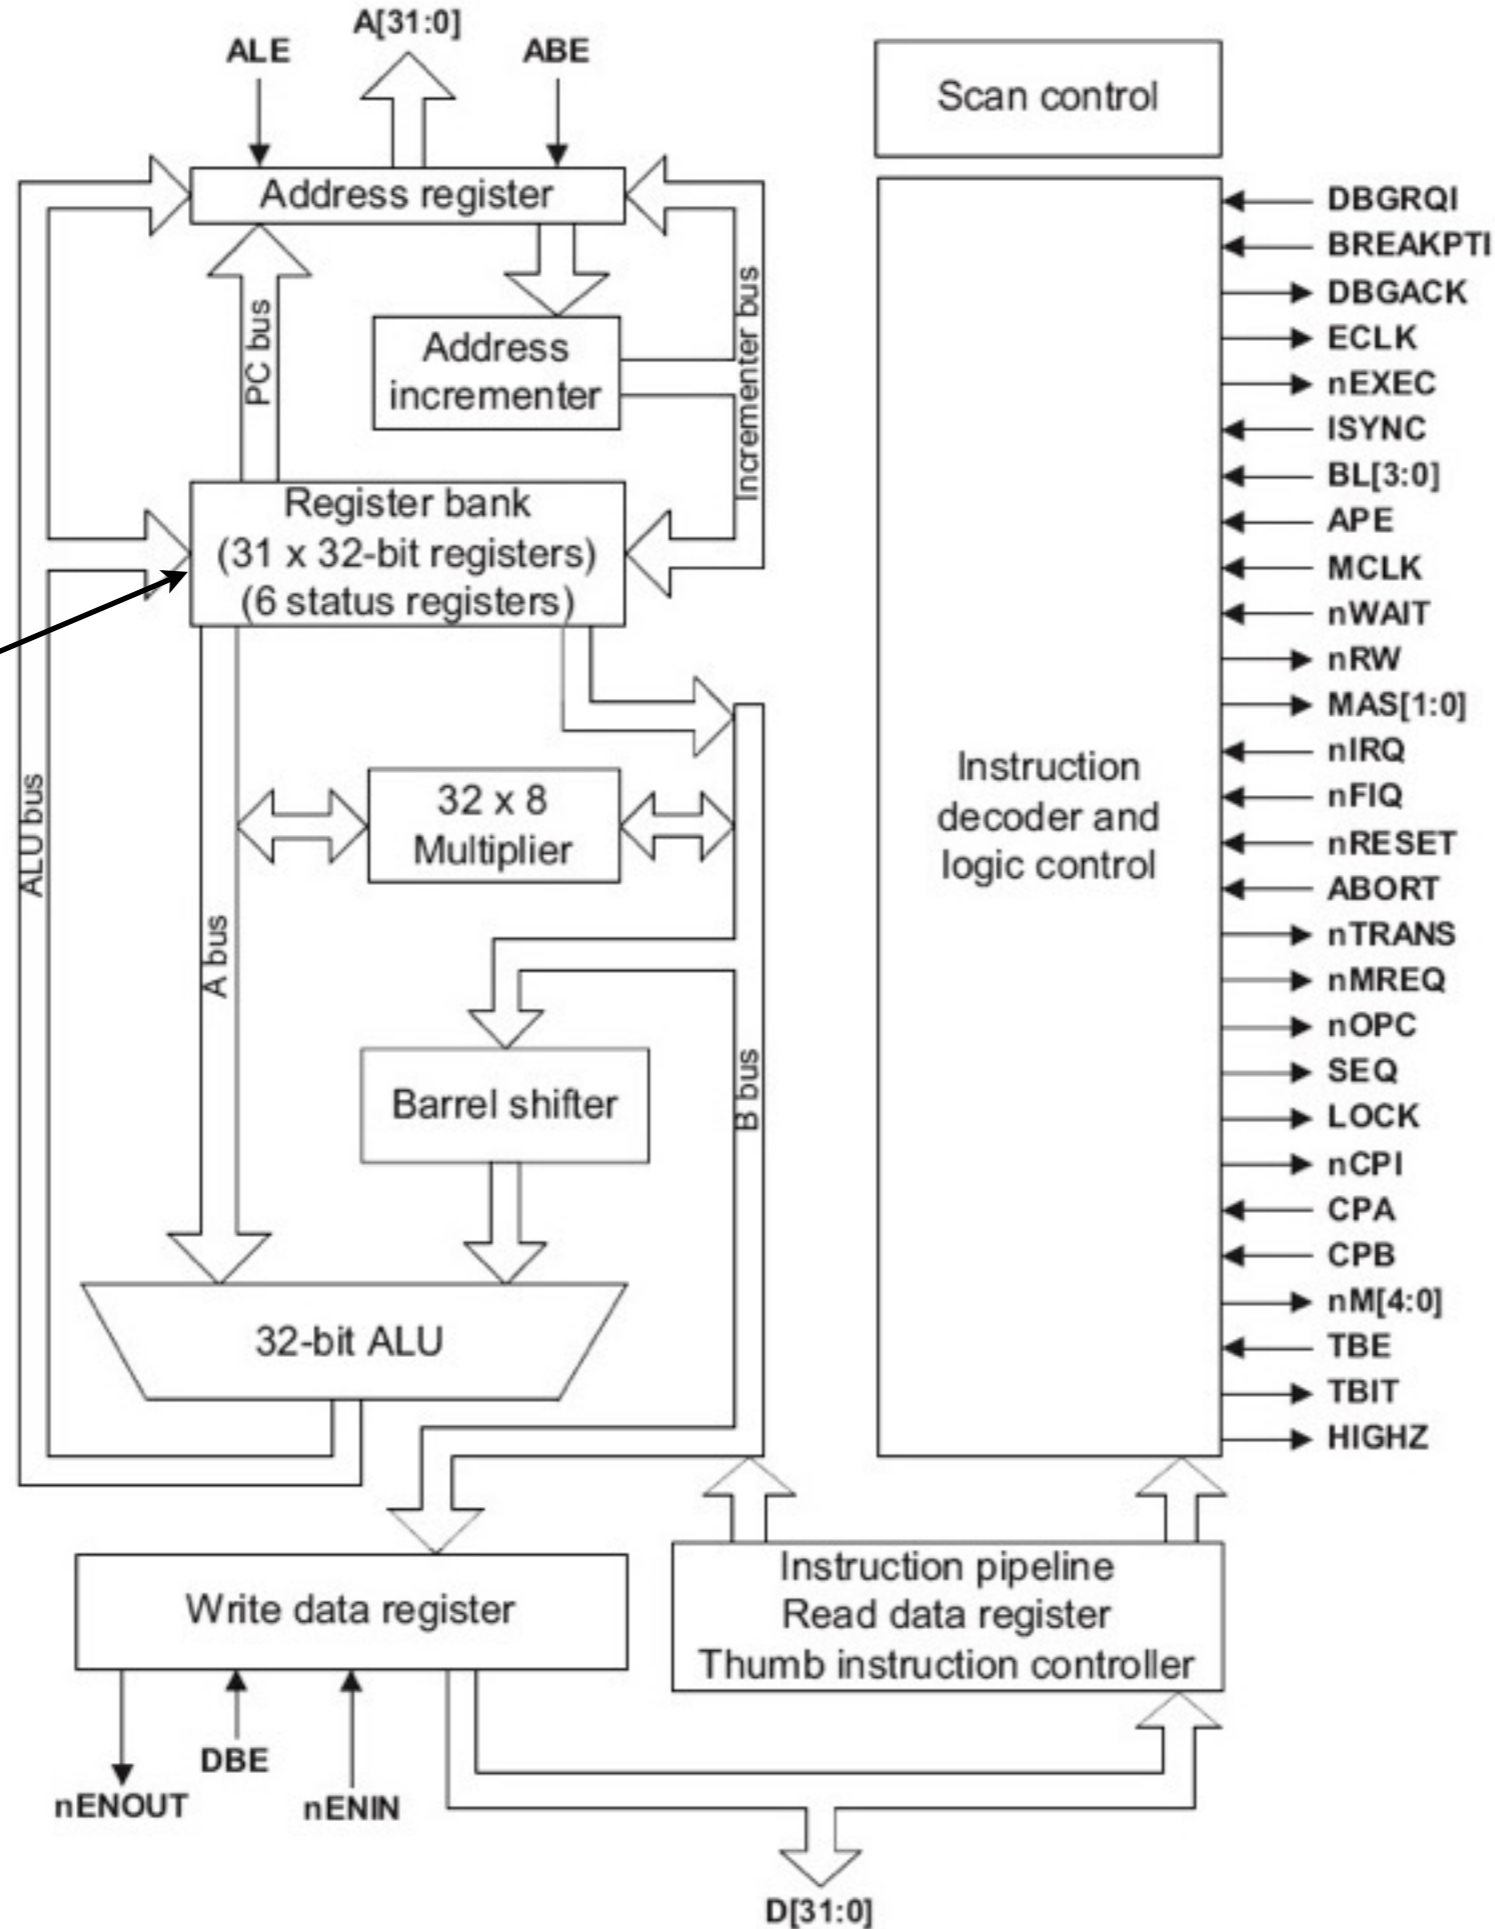 A[31:0]
ALE
ABE
Address register
PC bus
Address
incrementer
Incrementer bus
Register bank
(31 x 32-bit registers)
(6 status registers)
ALU bus
32 x 8
Multiplier
A bus
Barrel shifter
B bus
32-bit ALU
Write data register
nENOUT
DBE
nENIN
Scan control
Instruction
decoder and
logic control
DBGRQI
BREAKPTI
DBGACK
ECLK
nEXEC
ISYNC
BL[3:0]
APE
MCLK
nWAIT
nRW
MAS[1:0]
nIRQ
nFIQ
nRESET
ABORT
nTRANS
nMREQ
nOPC
SEQ
LOCK
nCPI
CPA
CPB
nM[4:0]
TBE
TBIT
HIGHZ
Instruction pipeline
Read data register
Thumb instruction controller
D[31:0]